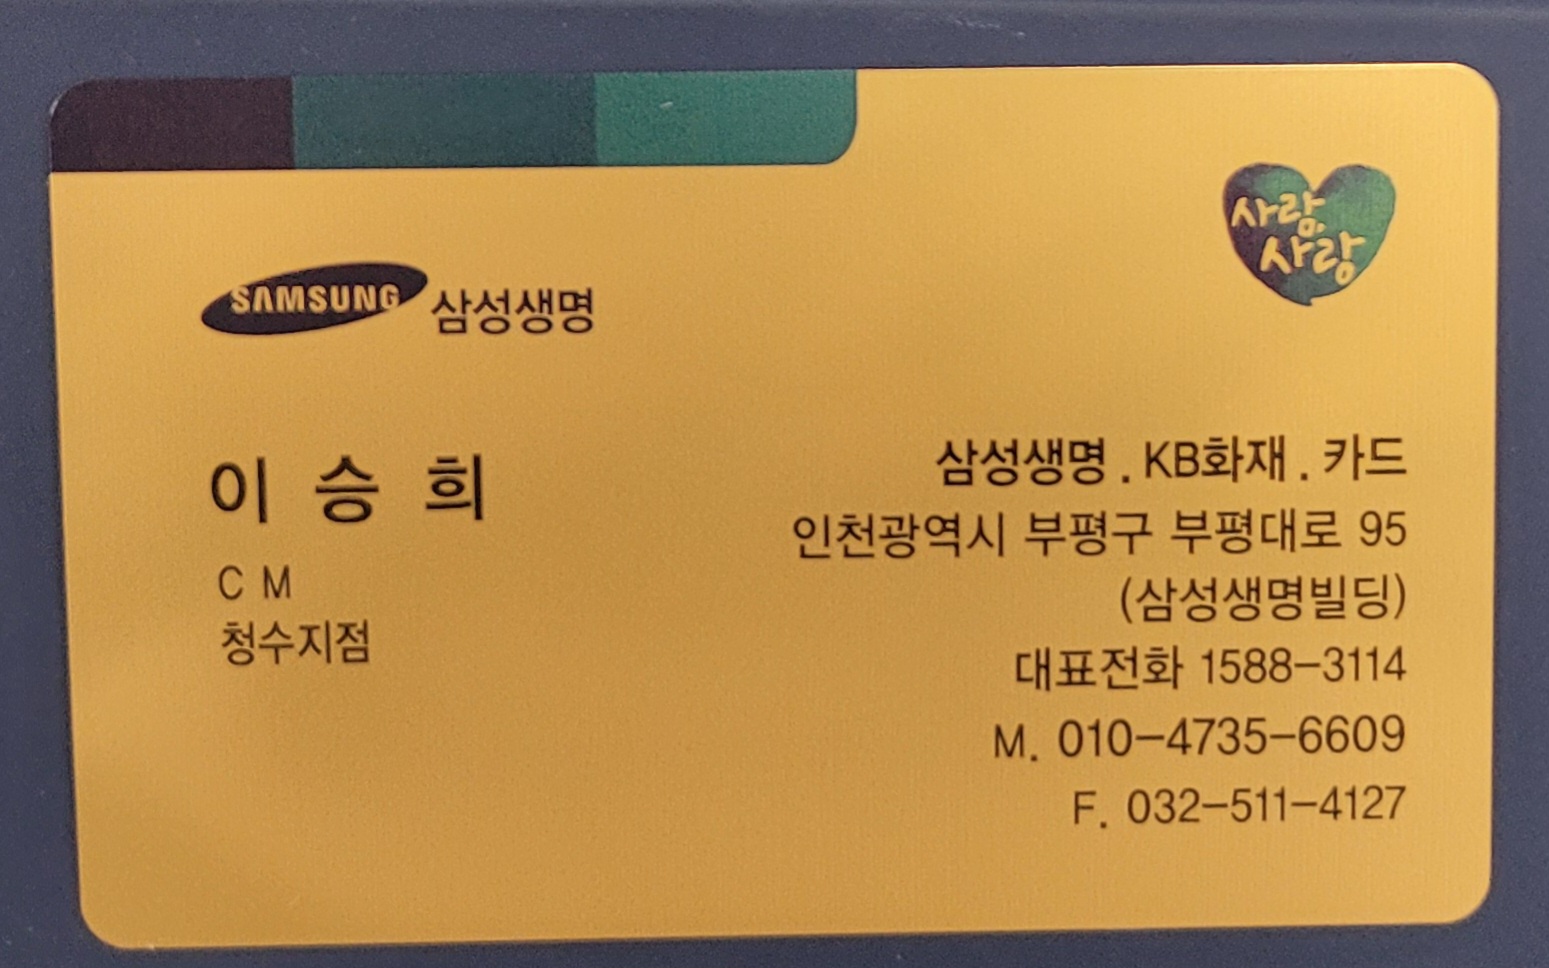 사람,
사랑
SAMSUNG 삼성생명
이 승 희
C M
청수지점
삼성생명 . KB화재 . 카드
인천광역시 부평구 부평대로 95
(삼성생명빌딩)
대표전화 1588-3114
M. 010-4735-6609
F. 032-511-4127